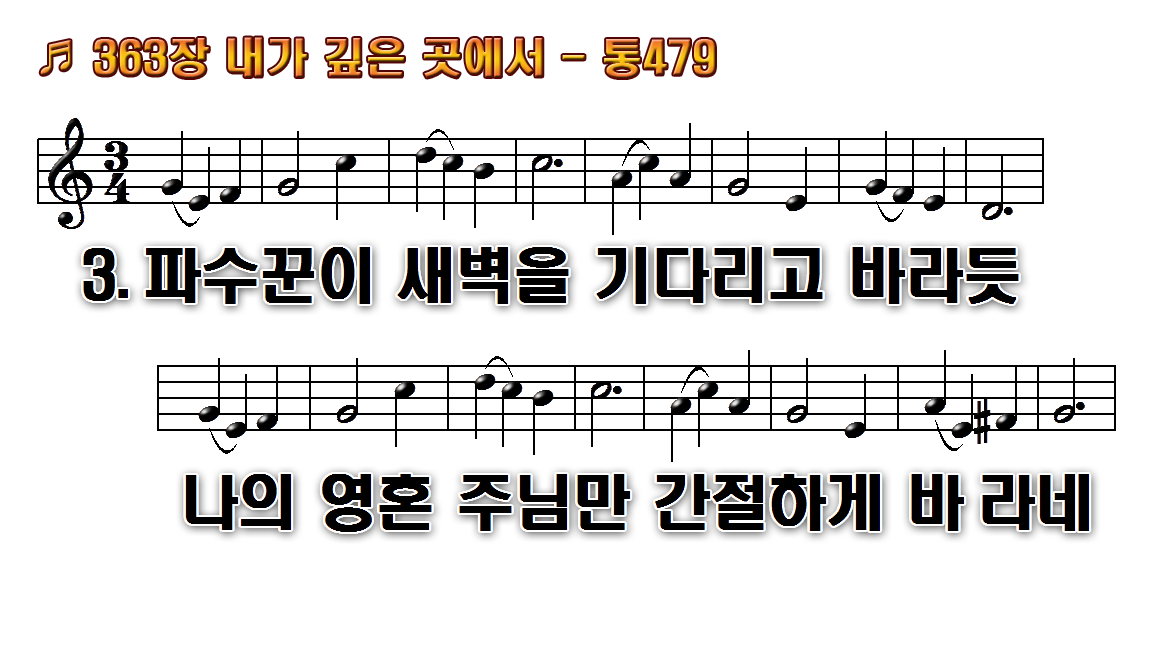 ♬ 363장 내가 깊은 곳에서 - 통479
3
4
3. 파수꾼이 새벽을 기다리고 바라듯
나의 영혼 주님만 간절하게 바 라네